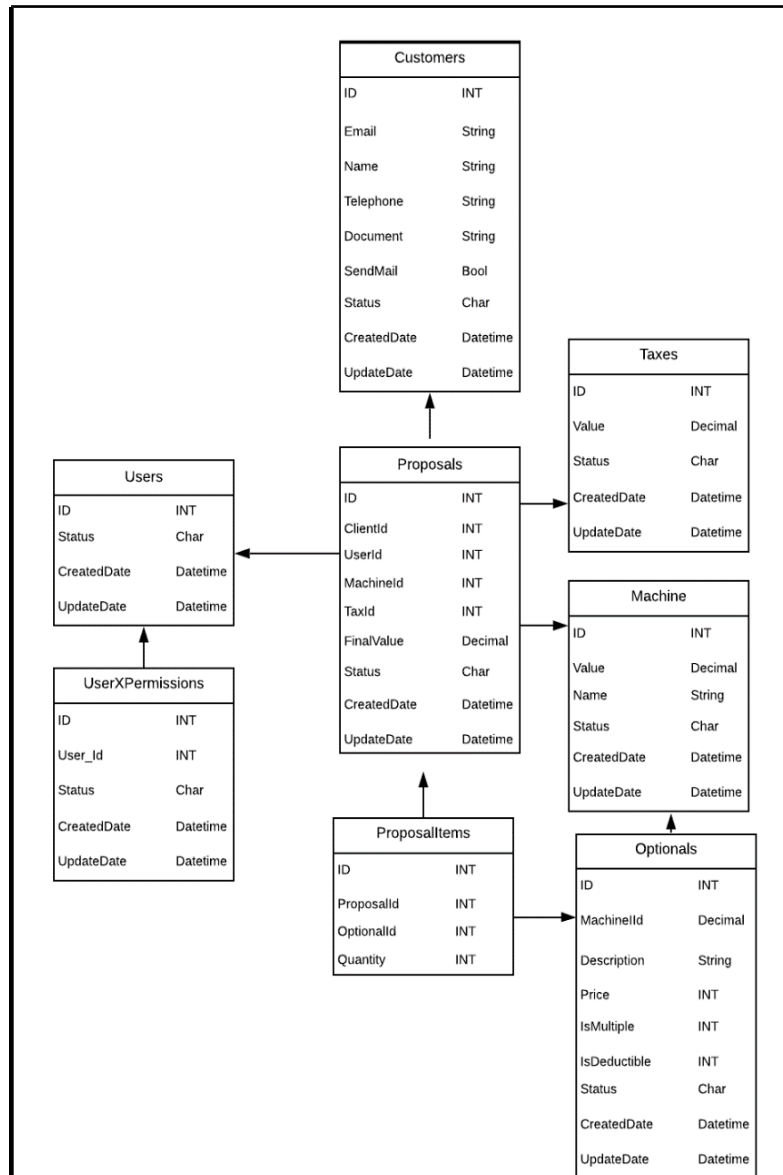 Customers
ID INT
Email String
Name String
Telephone String
Document String
SendMail Bool
Status Char
CreatedDate Datetime
UpdateDate Datetime
Taxes
ID INT
Value Decimal
Status Char
CreatedDate Datetime
UpdateDate Datetime
Proposals
ID INT
ClientId INT
UserId INT
MachineId INT
TaxId INT
FinalValue Decimal
Status Char
CreatedDate Datetime
UpdateDate Datetime
Users
ID INT
Status Char
CreatedDate Datetime
UpdateDate Datetime
Machine
ID INT
Value Decimal
Name String
Status Char
CreatedDate Datetime
UpdateDate Datetime
UserXPermissions
ID INT
User_Id INT
Status Char
CreatedDate Datetime
UpdateDate Datetime
ProposalItems
ID INT
ProposalId INT
OptionalId INT
Quantity INT
Optionals
ID INT
MachineIId Decimal
Description String
Price INT
IsMultiple INT
IsDeductible INT
Status Char
CreatedDate Datetime
UpdateDate Datetime